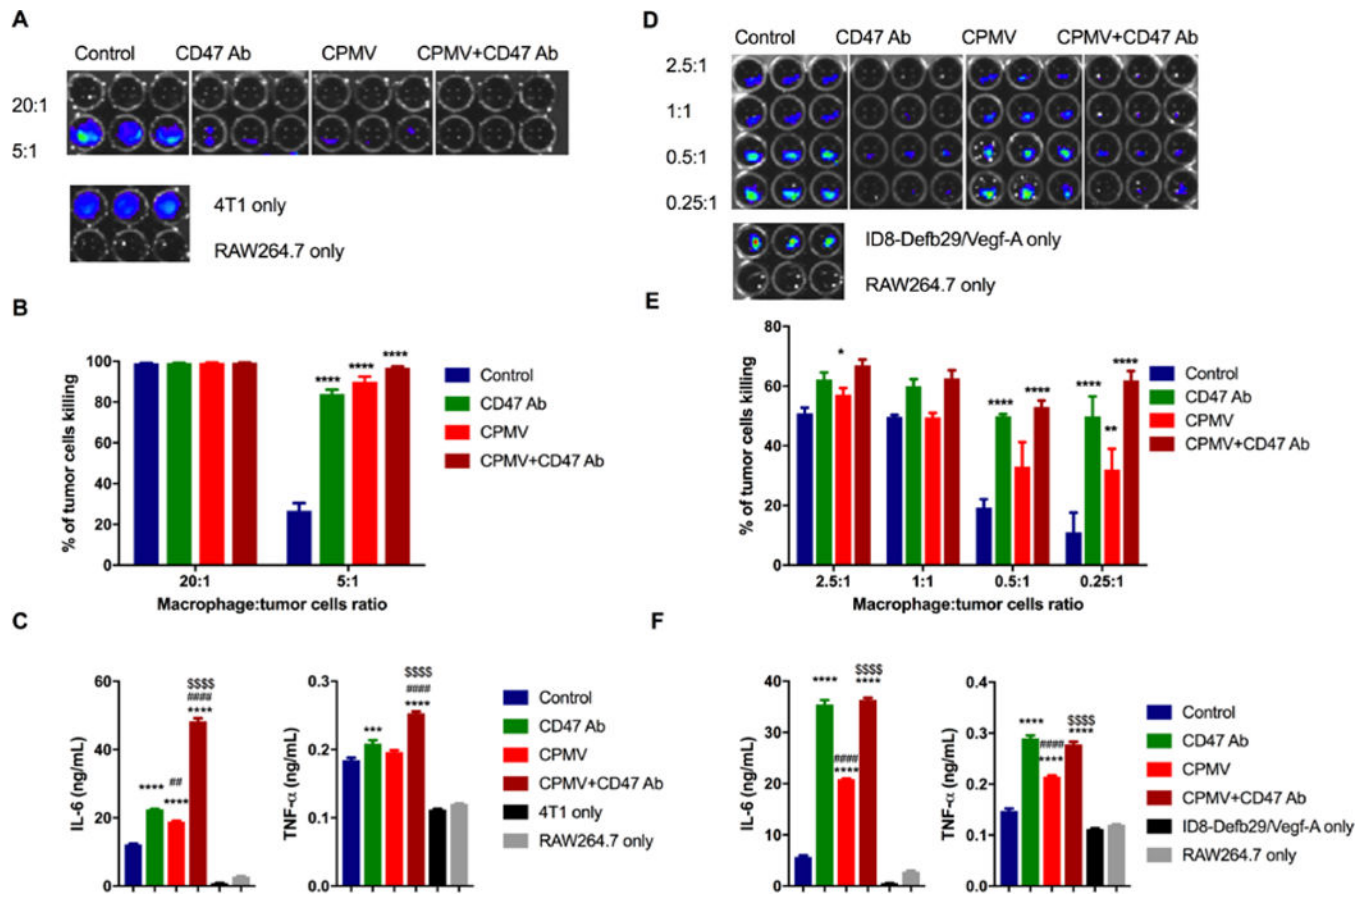 A
Control CD47 Ab CPMV CPMV+CD47 Ab
20:1
5:1
4T1 only
RAW264.7 only
B
% of tumor cells killing
100
80
60
40
20
0
**** **** ****
20:1 5:1
Macrophage:tumor cells ratio
Control
CD47 Ab
CPMV
CPMV+CD47 Ab
C
IL-6 (ng/mL)
60
40
20
0
****
##
****
$$$$
####
****
TNF-α (ng/mL)
0.3
0.2
0.1
0.0
***
$$$$
####
****
Control
CD47 Ab
CPMV
CPMV+CD47 Ab
4T1 only
RAW264.7 only
D
Control CD47 Ab CPMV CPMV+CD47 Ab
2.5:1
1:1
0.5:1
0.25:1
ID8-Defb29/Vegf-A only
RAW264.7 only
E
% of tumor cells killing
80
60
40
20
0
*
**** ****
**** ** ****
2.5:1 1:1 0.5:1 0.25:1
Macrophage:tumor cells ratio
Control
CD47 Ab
CPMV
CPMV+CD47 Ab
F
IL-6 (ng/mL)
40
30
20
10
0
****
####
****
$$$$
****
TNF-α (ng/mL)
0.4
0.3
0.2
0.1
0.0
****
####
****
$$$$
****
Control
CD47 Ab
CPMV
CPMV+CD47 Ab
ID8-Defb29/Vegf-A only
RAW264.7 only